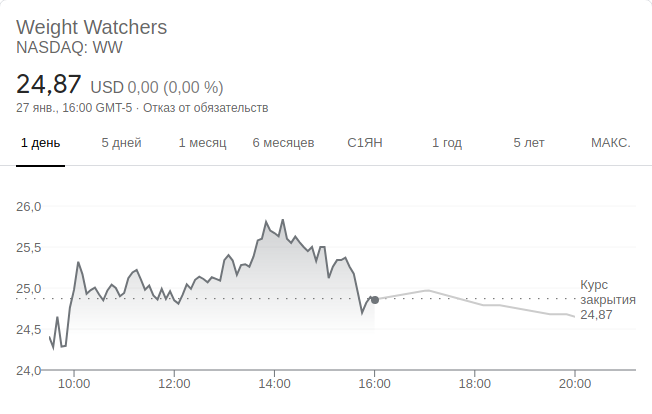 Weight Watchers
NASDAQ: WW
24,87 USD 0,00 (0,00 %)
27 янв., 16:00 GMT-5 · Отказ от обязательств
1 день 5 дней 1 месяц 6 месяцев С1ЯН 1 год 5 лет МАКС.
26,0
25,5
25,0
24,5
24,0
Курс
закрытия
24,87
10:00 12:00 14:00 16:00 18:00 20:00